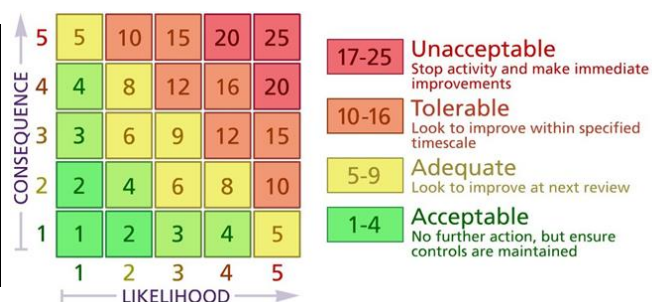 CONSEQUENCE
5 5 10 15 20 25
4 4 8 12 16 20
3 3 6 9 12 15
2 2 4 6 8 10
1 1 2 3 4 5
1 2 3 4 5
LIKELIHOOD
17-25 Unacceptable
Stop activity and make immediate
improvements
10-16 Tolerable
Look to improve within specified
timescale
5-9 Adequate
Look to improve at next review
1-4 Acceptable
No further action, but ensure
controls are maintained